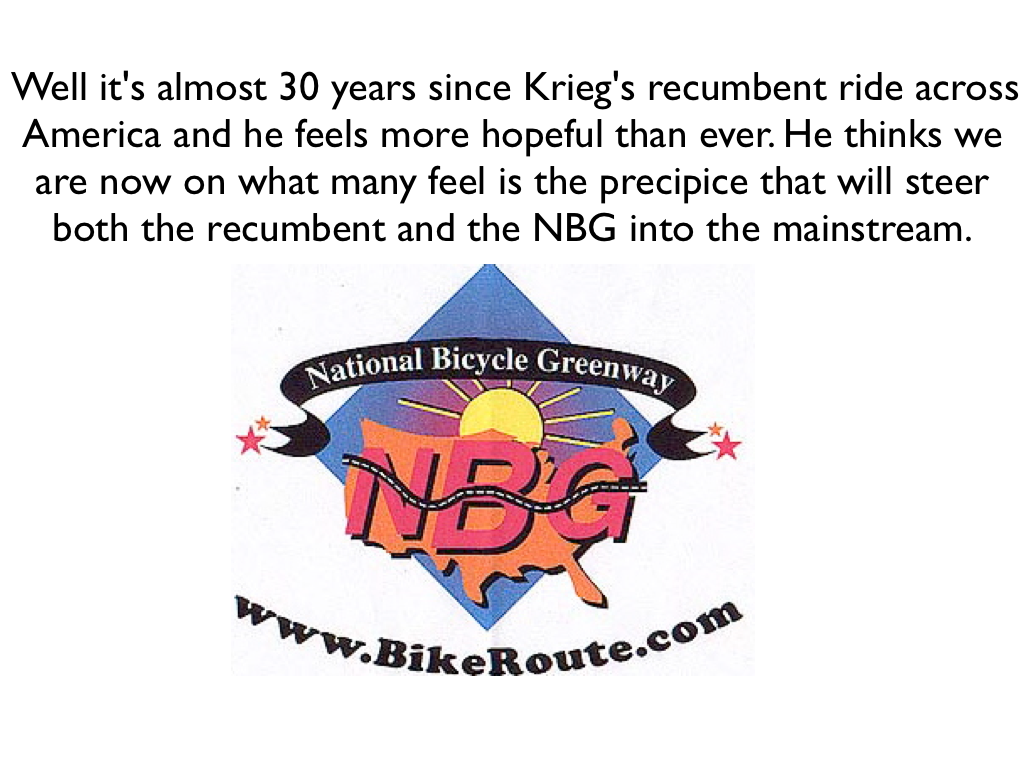 Well it's almost 30 years since Krieg's recumbent ride across
America and he feels more hopeful than ever. He thinks we
are now on what many feel is the precipice that will steer
both the recumbent and the NBG into the mainstream.
National Bicycle Greenway
NBG
www.BikeRoute.com